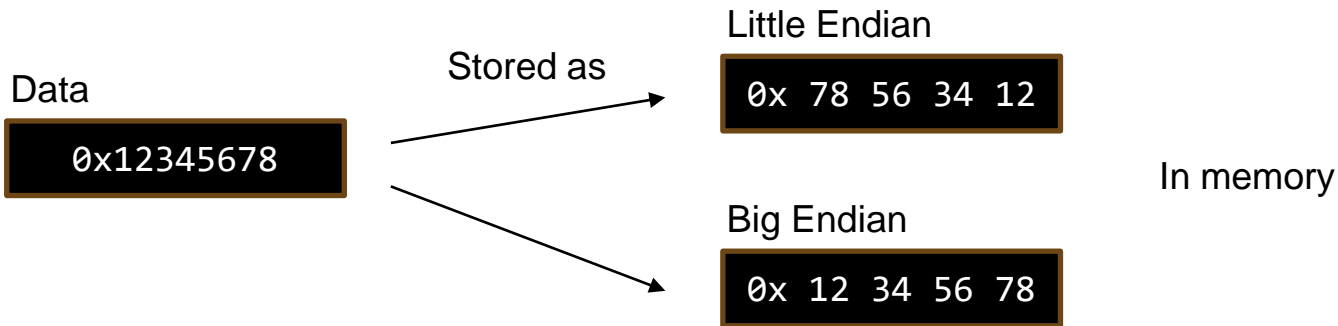 Data
0x12345678
Stored as
Little Endian
0x 78 56 34 12
Big Endian
0x 12 34 56 78
In memory